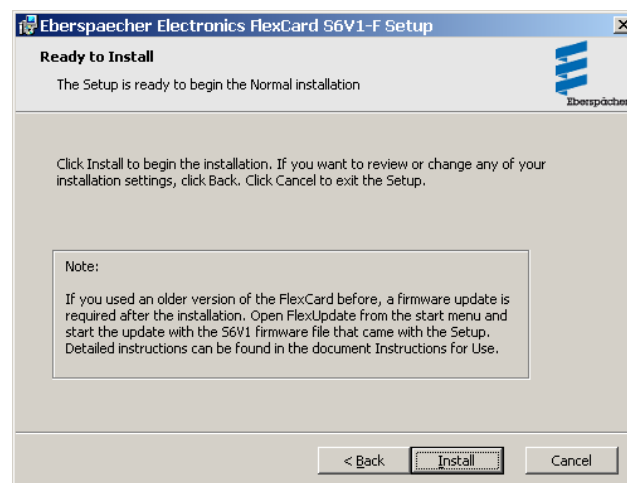 Eberspaecher Electronics FlexCard S6V1-F Setup
Ready to Install
The Setup is ready to begin the Normal installation
Eberspächer
Click Install to begin the installation. If you want to review or change any of your
installation settings, click Back. Click Cancel to exit the Setup.
Note:
If you used an older version of the FlexCard before, a firmware update is
required after the installation. Open FlexUpdate from the start menu and
start the update with the S6V1 firmware file that came with the Setup.
Detailed instructions can be found in the document Instructions for Use.
< Back
Install
Cancel